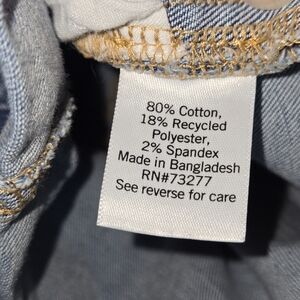 80% Cotton,
18% Recycled
Polyester,
2% Spandex
Made in Bangladesh
RN#73277
See reverse for care